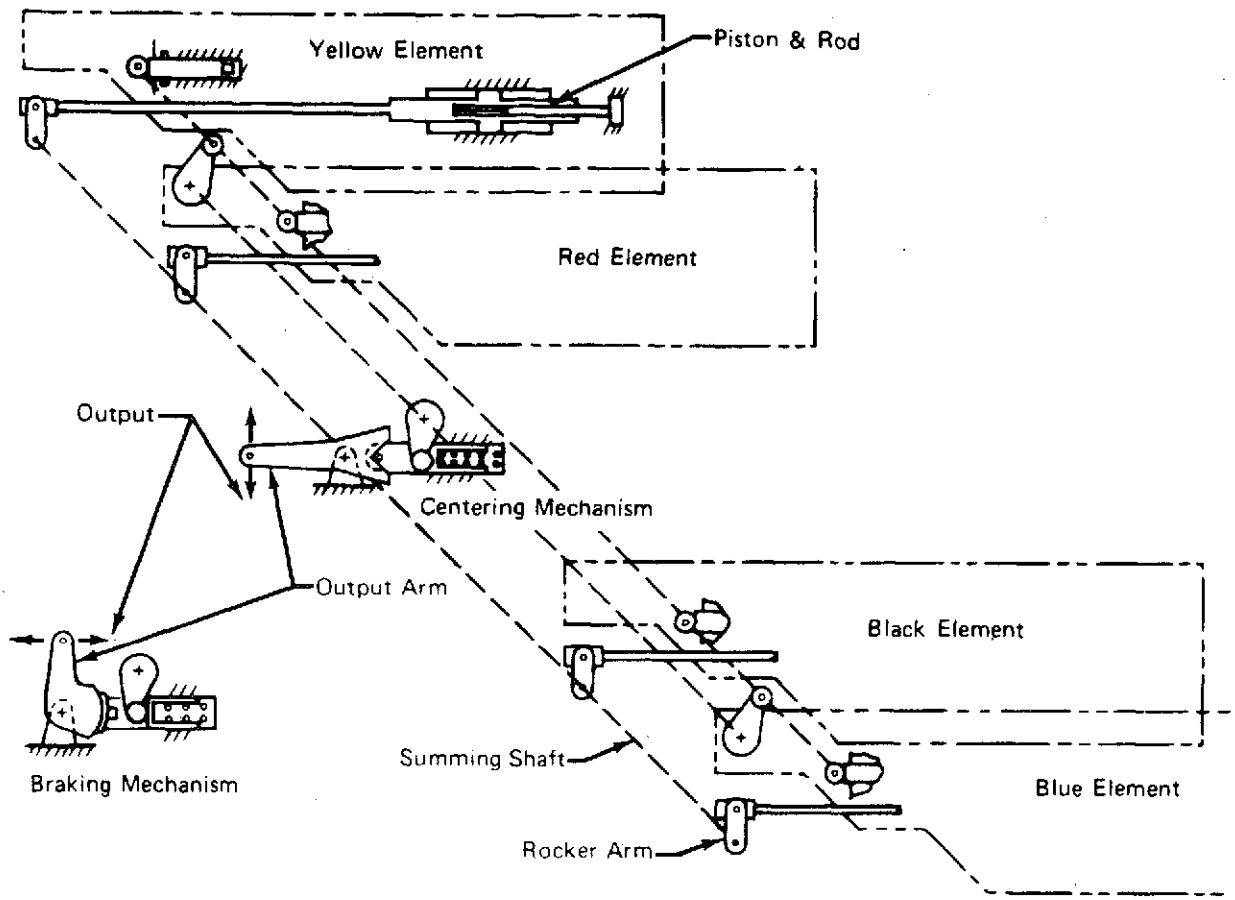 Yellow Element
Piston & Rod
Red Element
Output
Centering Mechanism
Output Arm
Black Element
Summing Shaft
Braking Mechanism
Blue Element
Rocker Arm